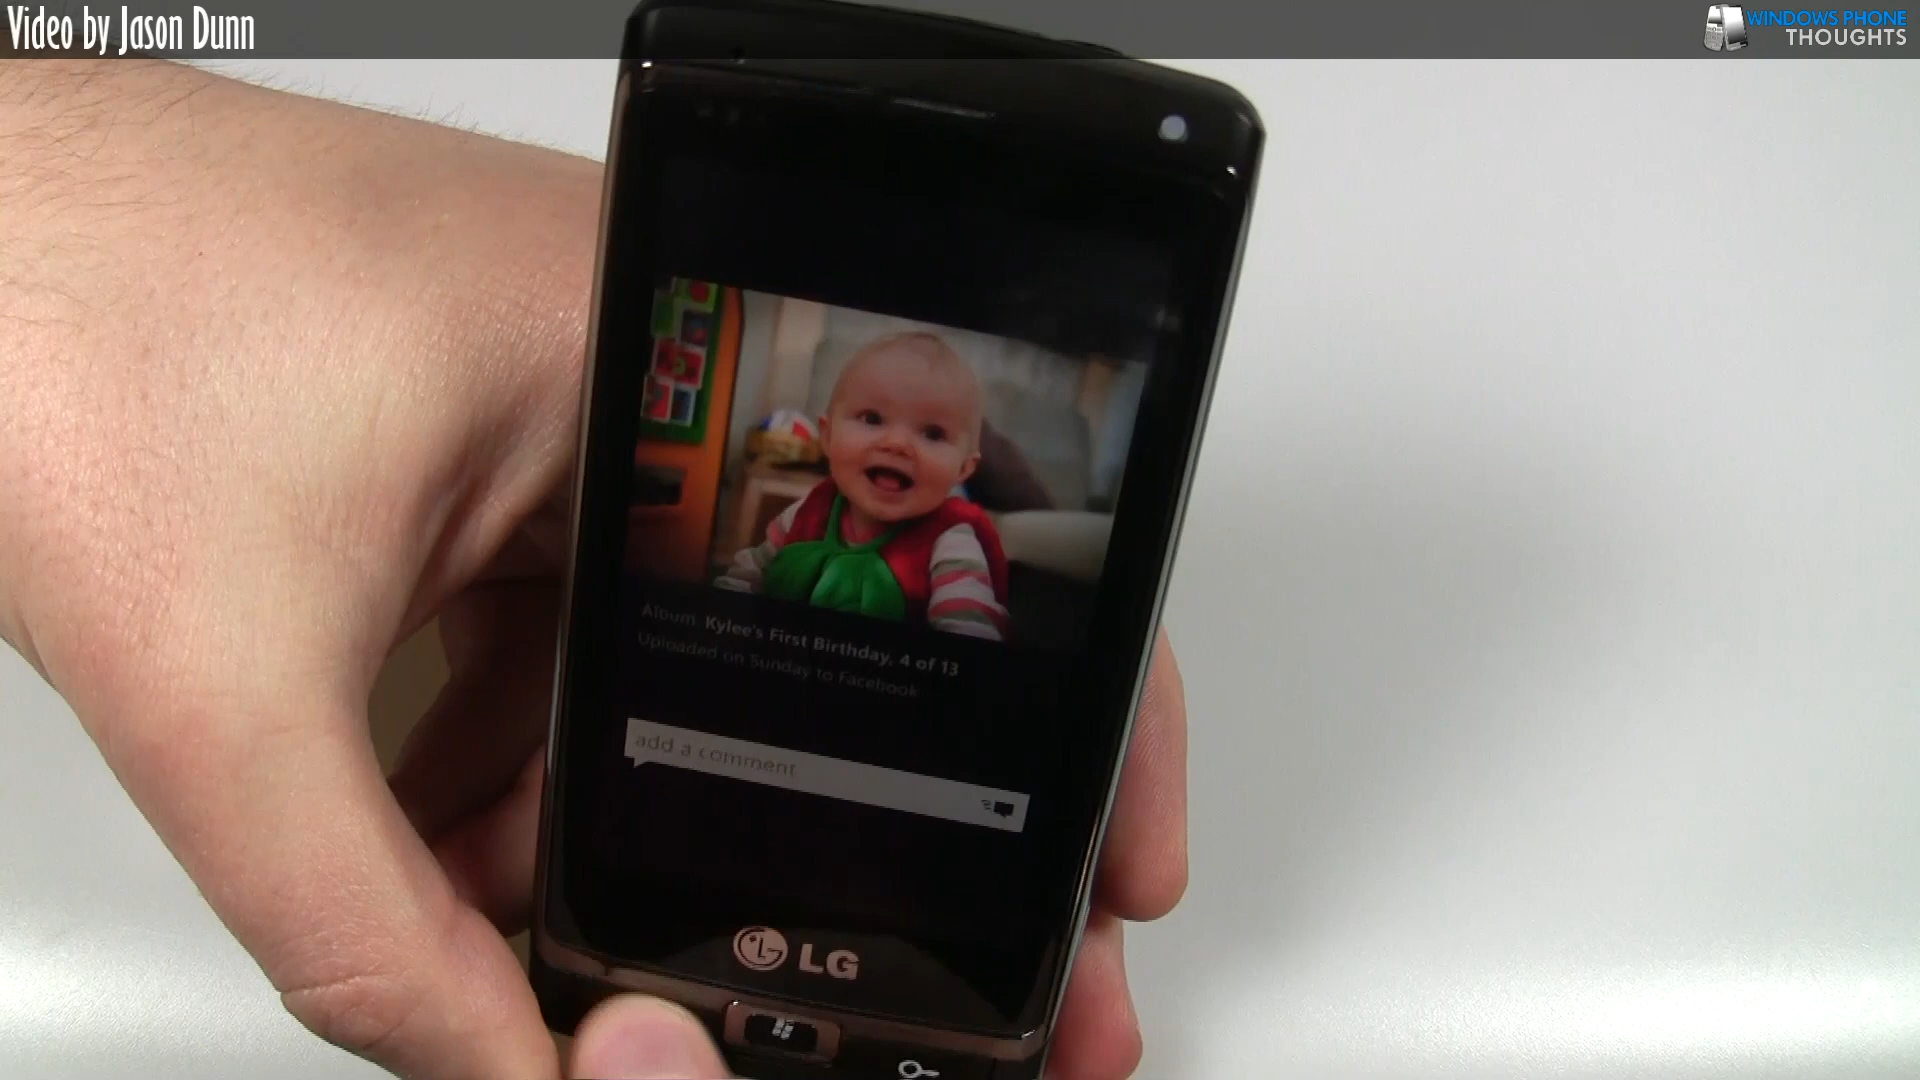 Video by Jason Dunn
WINDOWS PHONE
THOUGHTS
Album: Kylee's First Birthday, 4 of 13
Uploaded on Sunday to Facebook
add a comment
LG